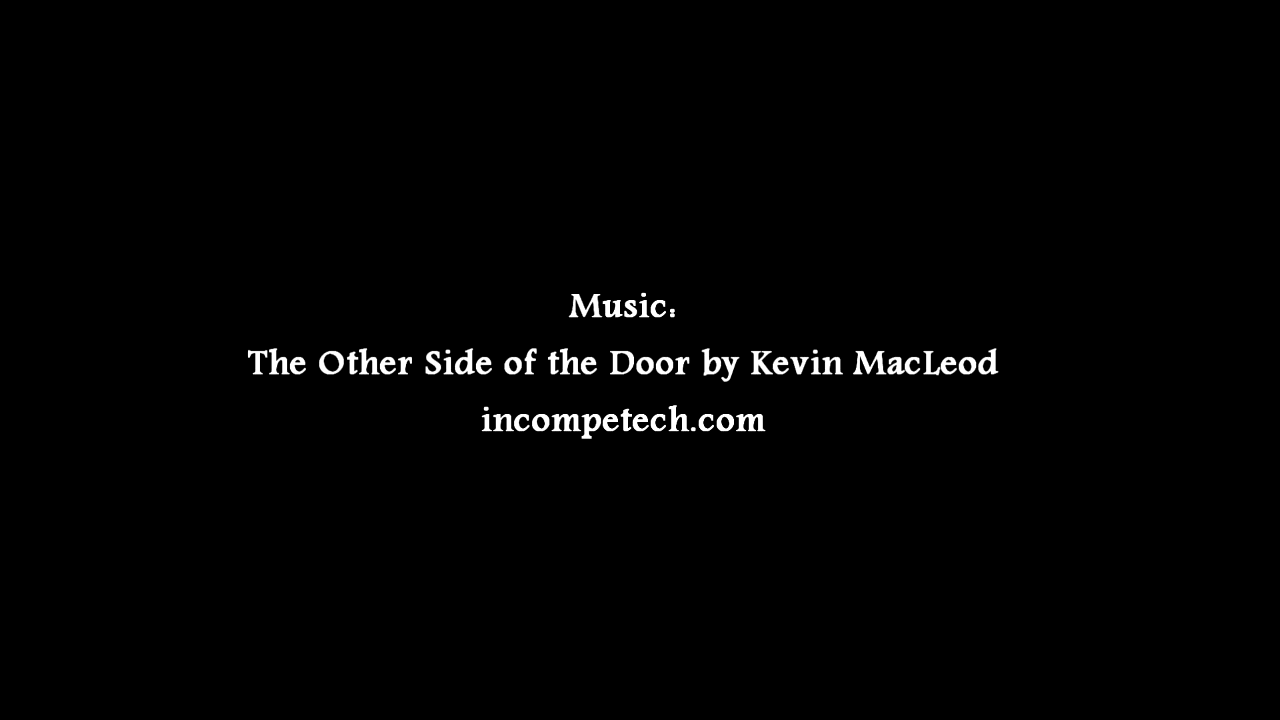 Music:
The Other Side of the Door by Kevin MacLeod
incompetech.com